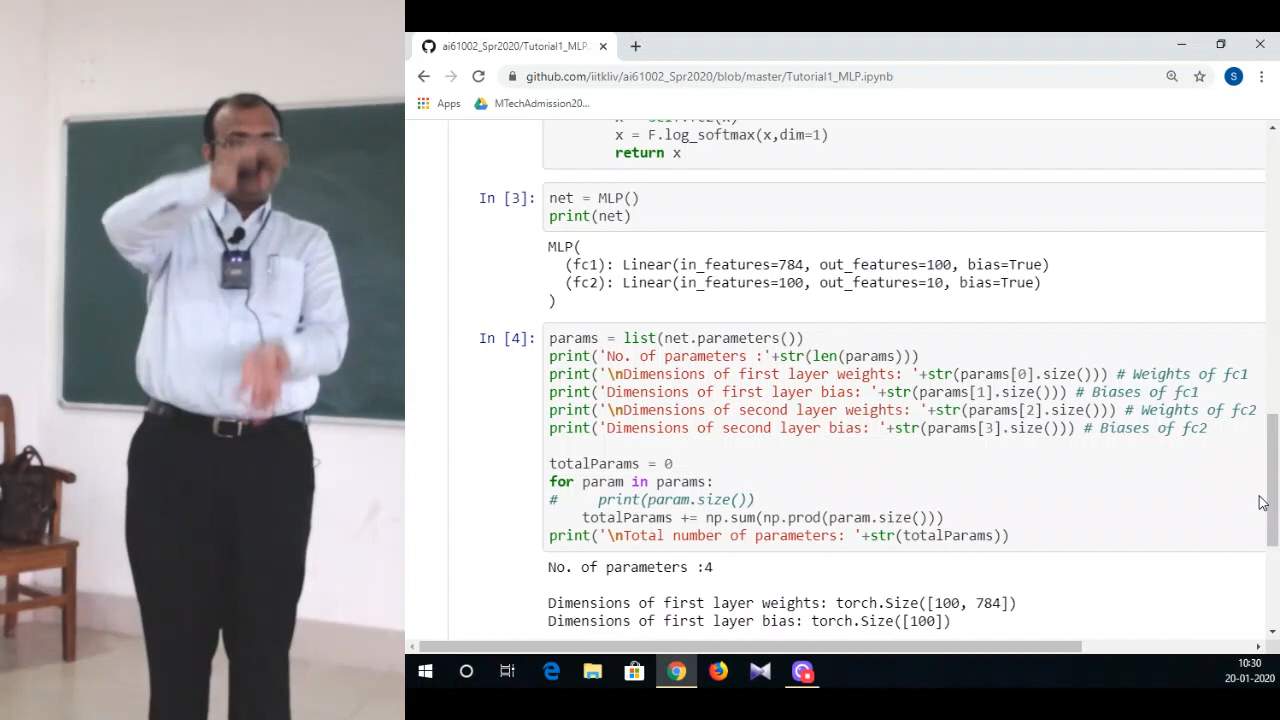 ai61002_Spr2020/Tutorial1_MLP.
github.com/iitkliv/ai61002_Spr2020/blob/master/Tutorial1_MLP.ipynb
S
Apps
MTechAdmission20...
x = F.log_softmax(x,dim=1)
return x
In [3]:
net = MLP()
print(net)
MLP(
(fc1): Linear(in_features=784, out_features=100, bias=True)
(fc2): Linear(in_features=100, out_features=10, bias=True)
)
In [4]:
params = list(net.parameters())
print('No. of parameters :'+str(len(params)))
print('\nDimensions of first layer weights: '+str(params[0].size())) # Weights of fc1
print('Dimensions of first layer bias: '+str(params[1].size())) # Biases of fc1
print('\nDimensions of second layer weights: '+str(params[2].size())) # Weights of fc2
print('Dimensions of second layer bias: '+str(params[3].size())) # Biases of fc2
totalParams = 0
for param in params:
#     print(param.size())
totalParams += np.sum(np.prod(param.size()))
print('\nTotal number of parameters: '+str(totalParams))
No. of parameters :4
Dimensions of first layer weights: torch.Size([100, 784])
Dimensions of first layer bias: torch.Size([100])
10:30
20-01-2020